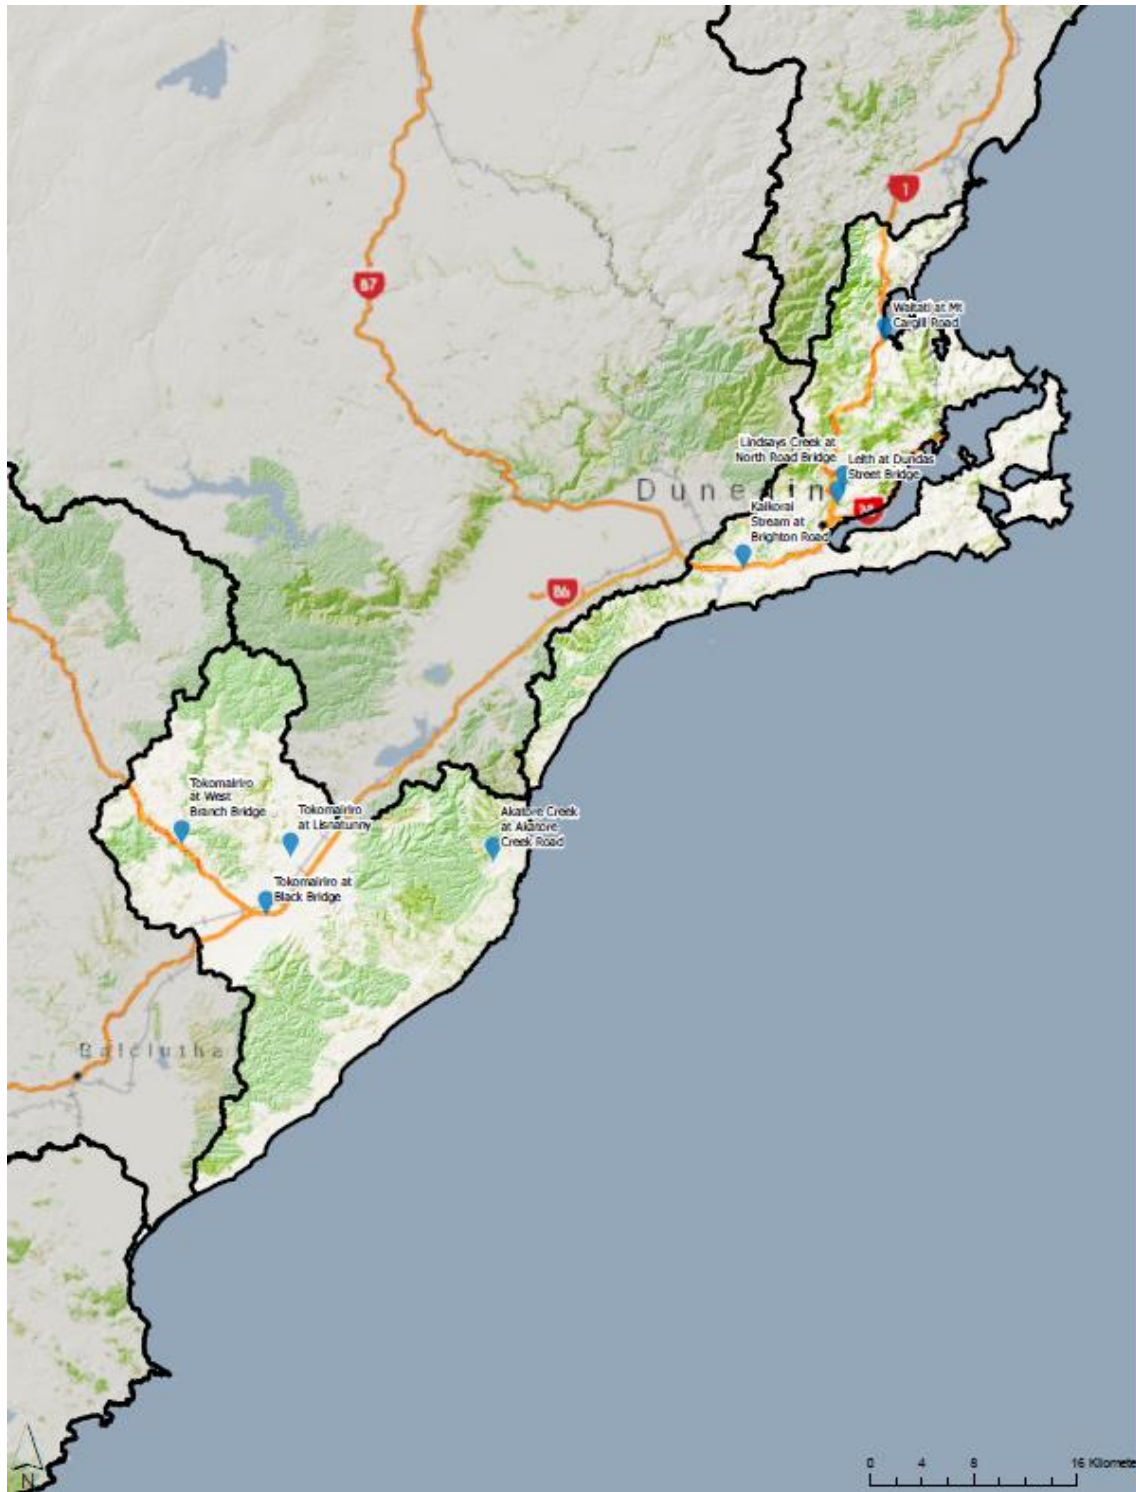 1
87
Waitati at Mt
Cargill Road
Lindsays Creek at
North Road Bridge
Leith at Dundas
Street Bridge
Dunedin
Kaikorai
Stream at
Brighton Road
86
Tokomairiro
at West
Branch Bridge
Tokomairiro
at Lisnatunny
Akatore Creek
at Akatore
Creek Road
Tokomairiro at
Black Bridge
Balclutha
N
0 4 8 16 Kilomete